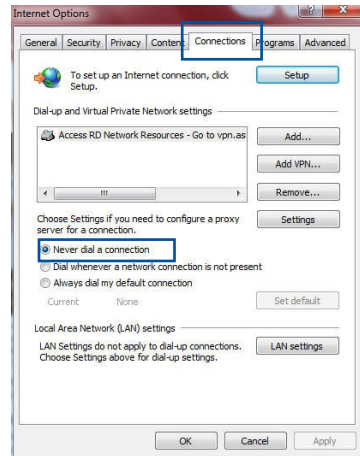 Internet Options
General Security Privacy Content Connections Programs Advanced
To set up an Internet connection, click
Setup.
Setup
Dial-up and Virtual Private Network settings
Access RD Network Resources - Go to vpn.as
Add...
Add VPN...
Remove...
Choose Settings if you need to configure a proxy
server for a connection.
Settings
Never dial a connection
Dial whenever a network connection is not present
Always dial my default connection
Current None
Set default
Local Area Network (LAN) settings
LAN Settings do not apply to dial-up connections.
Choose Settings above for dial-up settings.
LAN settings
OK Cancel Apply